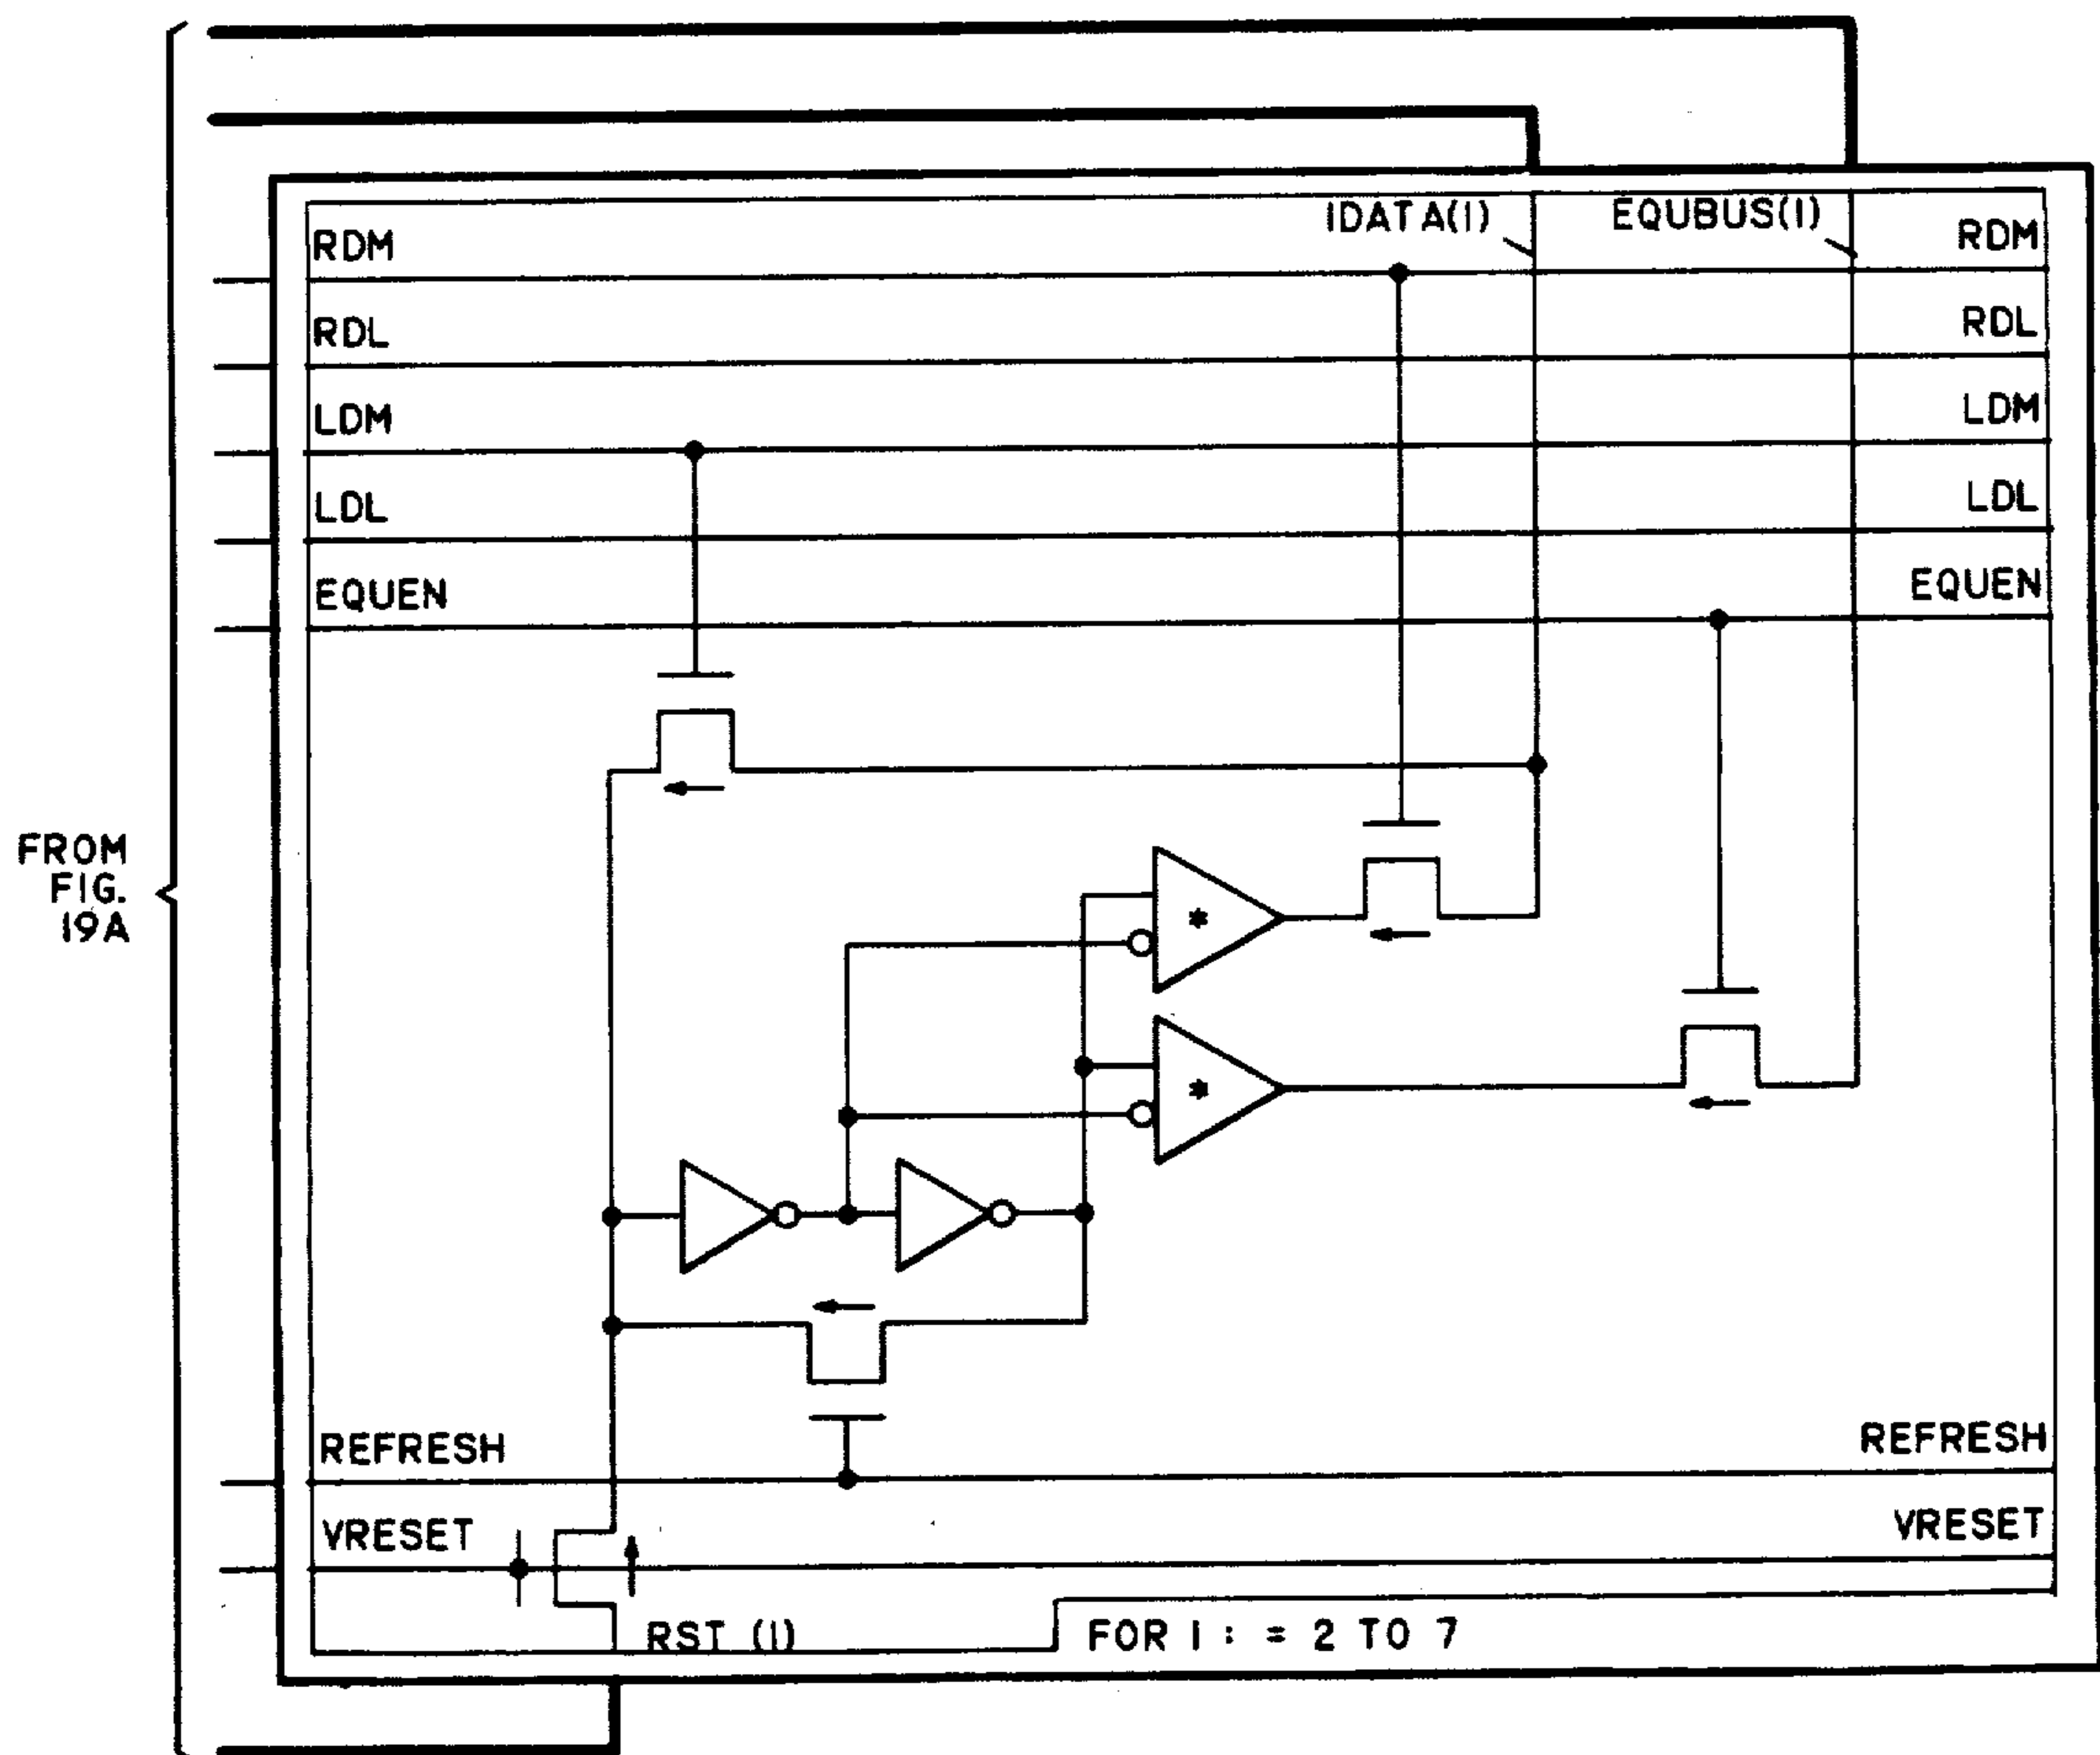 IDATA(I) EQUBUS(I)
RDM RDM
RDL RDL
LDM LDM
LDL LDL
EQUEN EQUEN
FROM
FIG.
19A
*
*
REFRESH REFRESH
VRESET VRESET
RST (I) FOR I : = 2 TO 7